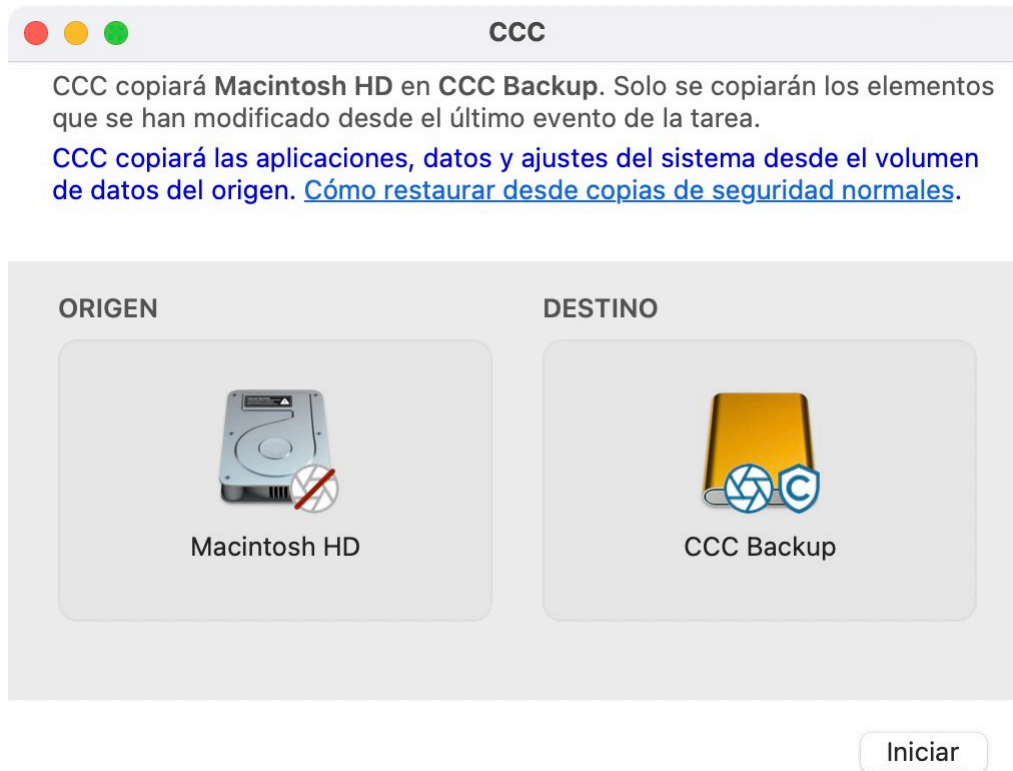 CCC
CCC copiará Macintosh HD en CCC Backup. Solo se copiarán los elementos
que se han modificado desde el último evento de la tarea.
CCC copiará las aplicaciones, datos y ajustes del sistema desde el volumen
de datos del origen. Cómo restaurar desde copias de seguridad normales.
ORIGEN
DESTINO
Macintosh HD
CCC Backup
Iniciar